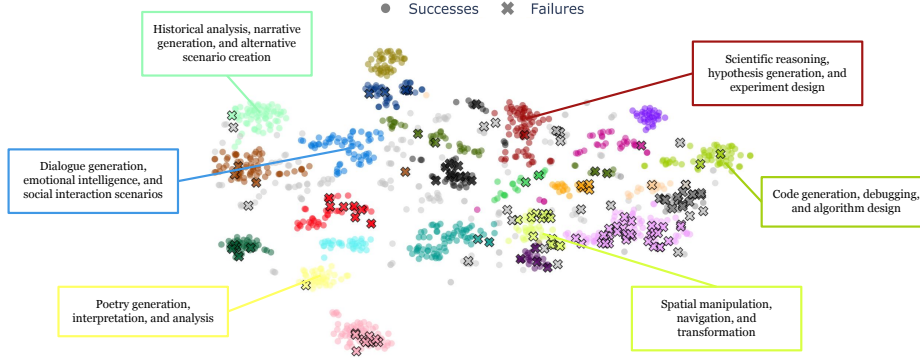 Successes Failures
Historical analysis, narrative
generation, and alternative
scenario creation
Scientific reasoning,
hypothesis generation, and
experiment design
Dialogue generation,
emotional intelligence, and
social interaction scenarios
Code generation, debugging,
and algorithm design
Poetry generation,
interpretation, and analysis
Spatial manipulation,
navigation, and
transformation